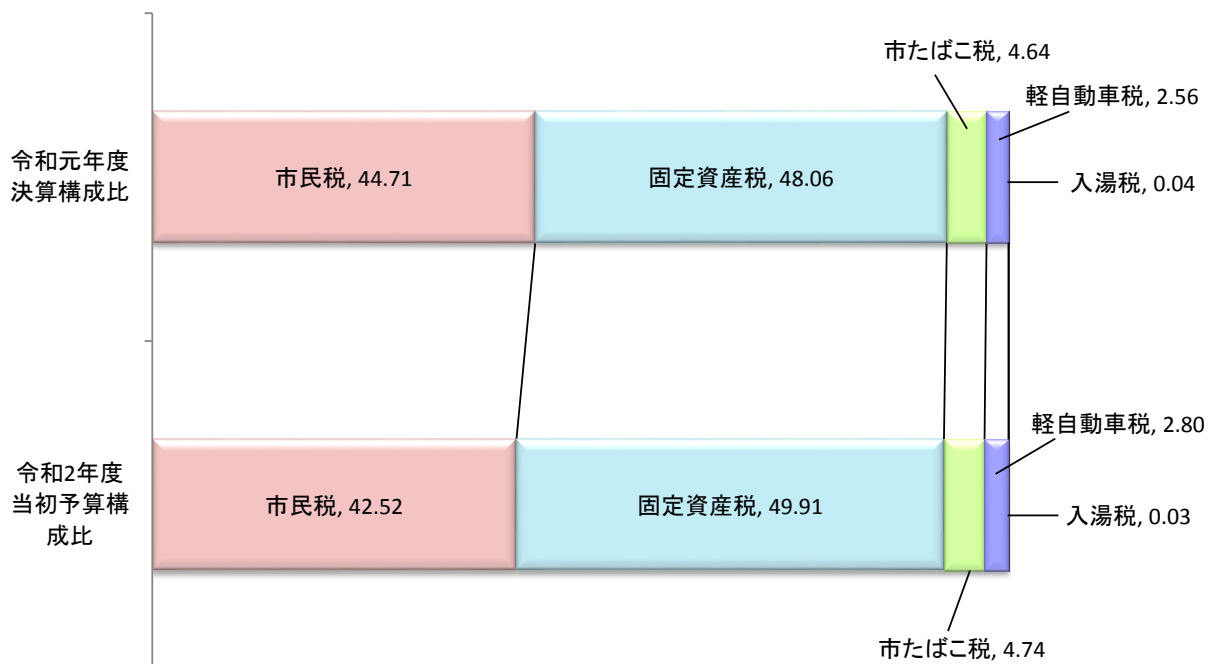 市たばこ税, 4.64
軽自動車税, 2.56
令和元年度
決算構成比
市民税, 44.71
固定資産税, 48.06
入湯税, 0.04
軽自動車税, 2.80
令和2年度
当初予算構
成比
市民税, 42.52
固定資産税, 49.91
入湯税, 0.03
市たばこ税, 4.74